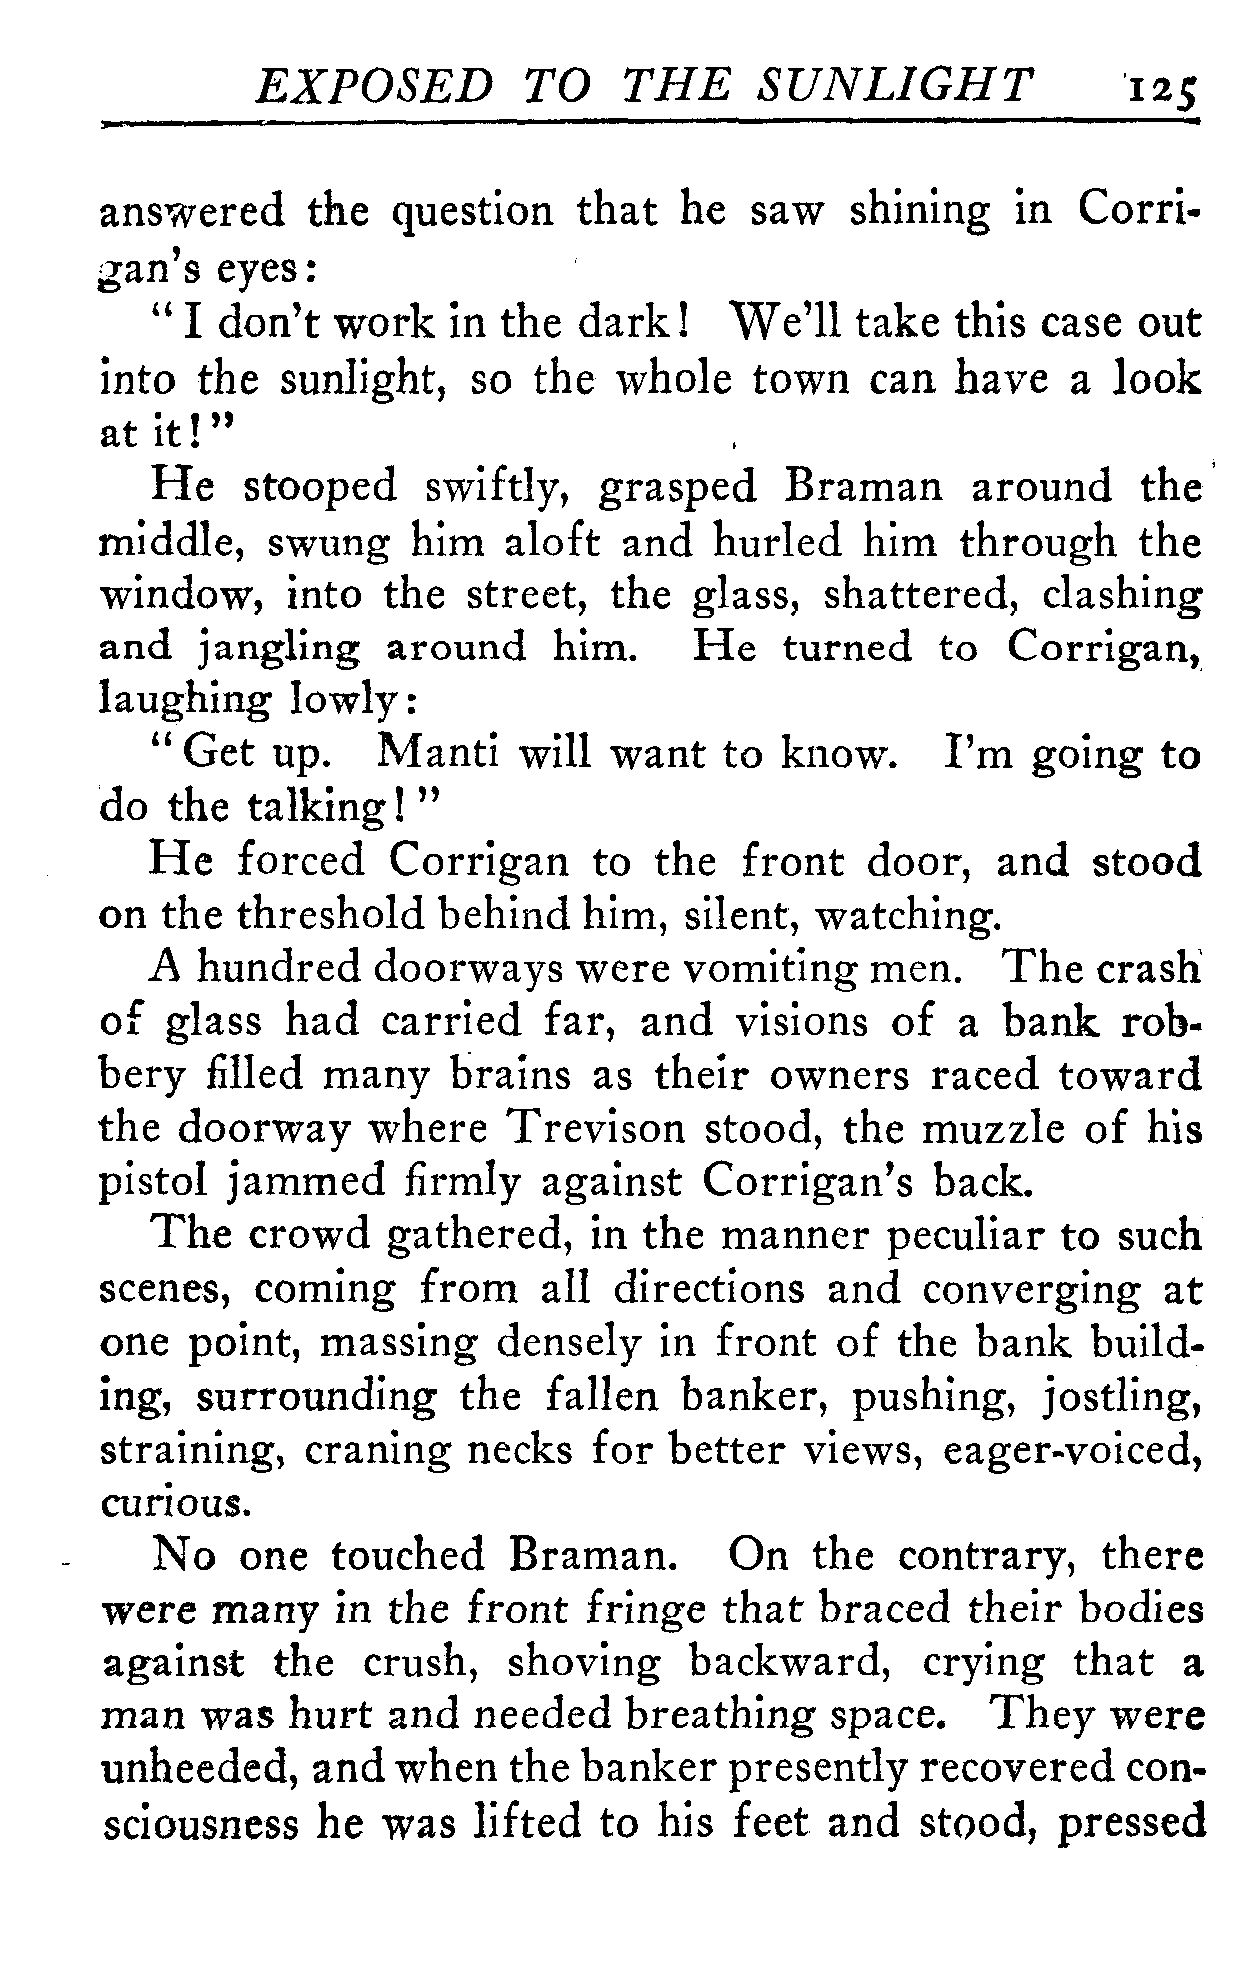 EXPOSED TO THE SUNLIGHT 125
answered the question that he saw shining in Corri-
gan's eyes:
"I don't work in the dark! We'll take this case out
into the sunlight, so the whole town can have a look
at it!"
He stooped swiftly, grasped Braman around the
middle, swung him aloft and hurled him through the
window, into the street, the glass, shattered, clashing
and jangling around him. He turned to Corrigan,
laughing lowly:
"Get up. Manti will want to know. I'm going to
do the talking!"
He forced Corrigan to the front door, and stood
on the threshold behind him, silent, watching.
A hundred doorways were vomiting men. The crash
of glass had carried far, and visions of a bank rob-
bery filled many brains as their owners raced toward
the doorway where Trevison stood, the muzzle of his
pistol jammed firmly against Corrigan's back.
The crowd gathered, in the manner peculiar to such
scenes, coming from all directions and converging at
one point, massing densely in front of the bank build-
ing, surrounding the fallen banker, pushing, jostling,
straining, craning necks for better views, eager-voiced,
curious.
No one touched Braman. On the contrary, there
were many in the front fringe that braced their bodies
against the crush, shoving backward, crying that a
man was hurt and needed breathing space. They were
unheeded, and when the banker presently recovered con-
sciousness he was lifted to his feet and stood, pressed